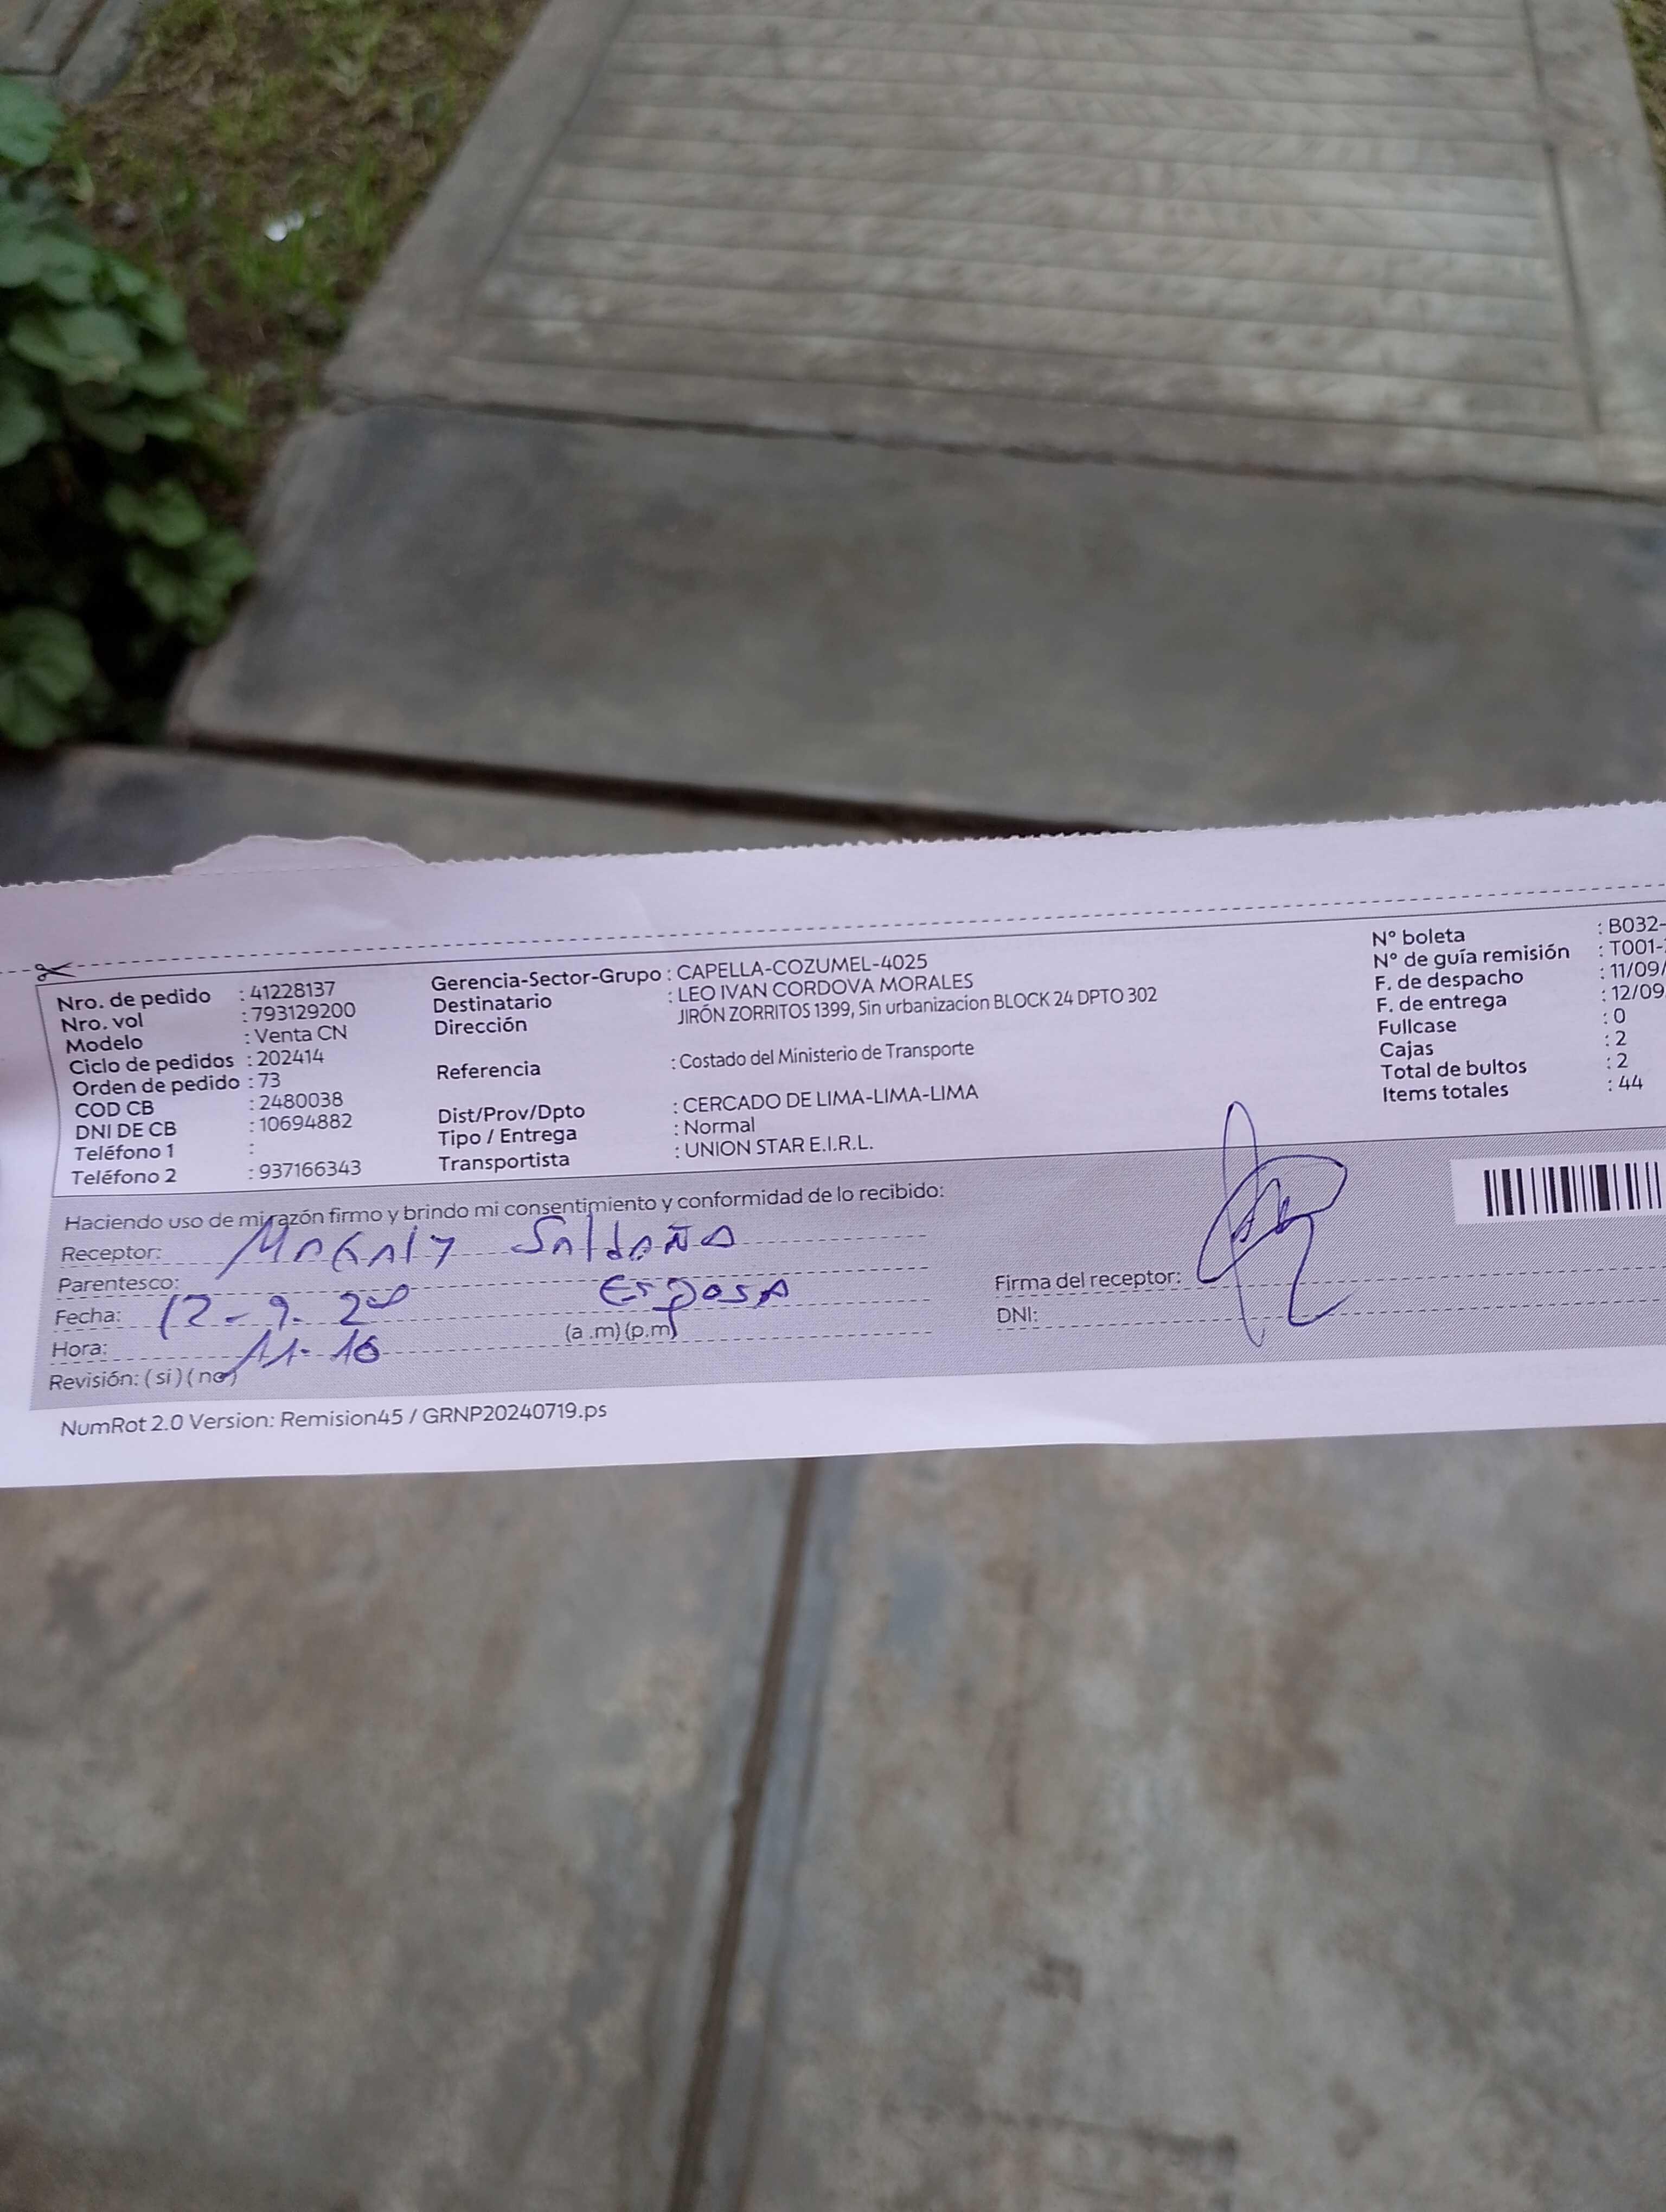 Nro. de pedido : 41228137
Nro. vol : 793129200
Modelo : Venta CN
Ciclo de pedidos : 202414
Orden de pedido : 73
COD CB : 2480038
DNI DE CB : 10694882
Teléfono 1 :
Teléfono 2 : 937166343
Gerencia-Sector-Grupo : CAPELLA-COZUMEL-4025
Destinatario : LEO IVAN CORDOVA MORALES
Dirección JIRÓN ZORRITOS 1399, Sin urbanizacion BLOCK 24 DPTO 302
Referencia : Costado del Ministerio de Transporte
Dist/Prov/Dpto : CERCADO DE LIMA-LIMA-LIMA
Tipo / Entrega : Normal
Transportista : UNION STAR E.I.R.L.
N° boleta : B032-
N° de guía remisión : T001-
F. de despacho : 11/09/
F. de entrega : 12/09
Fullcase : 0
Cajas : 2
Total de bultos : 2
Items totales : 44
Haciendo uso de mi razón firmo y brindo mi consentimiento y conformidad de lo recibido:
Receptor: Magaly Saldaña
Parentesco: Esposa
Fecha: 12-9-
Hora: 11-16 (a .m) (p.m)
Revisión: ( si ) ( no )
Firma del receptor:
DNI:
NumRot 2.0 Version: Remision45 / GRNP20240719.ps